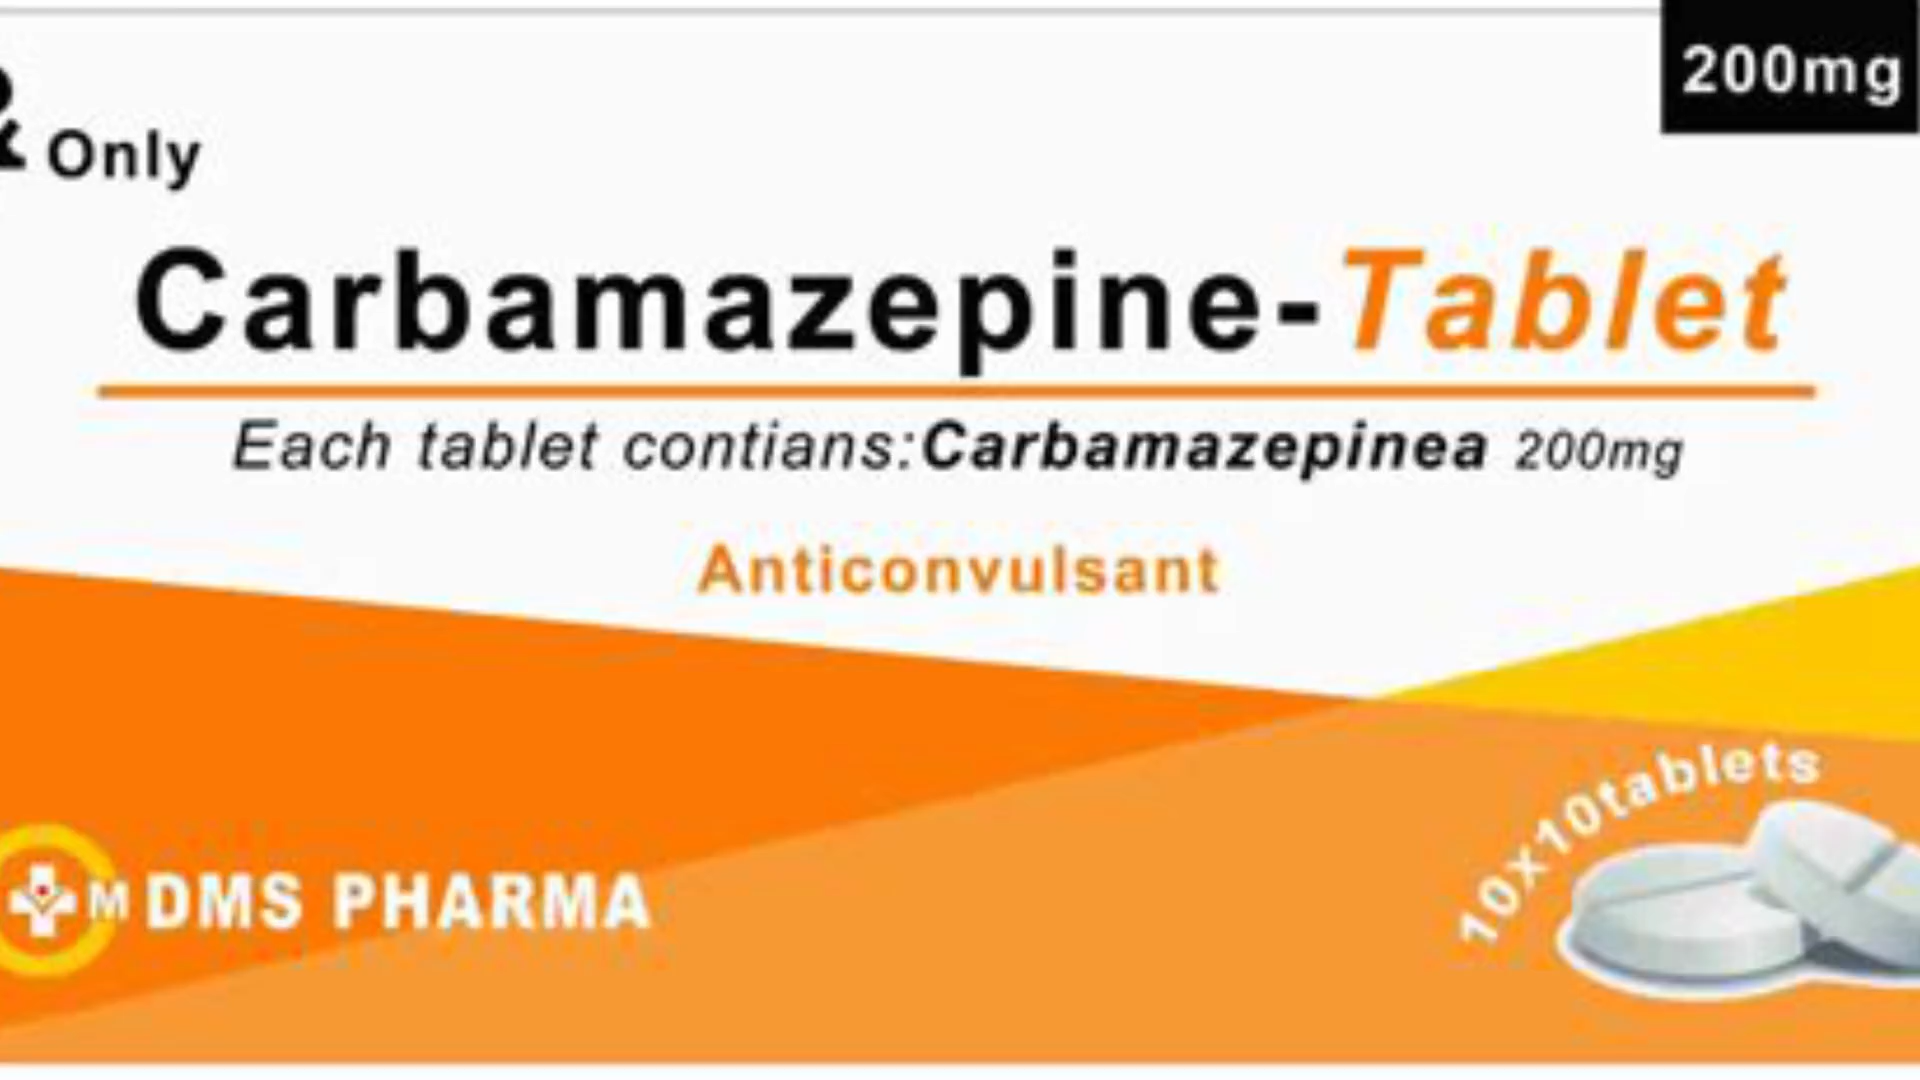 200mg
Only
Carbamazepine-Tablet
Each tablet contians:Carbamazepinea 200mg
Anticonvulsant
10x10tablets
M DMS PHARMA